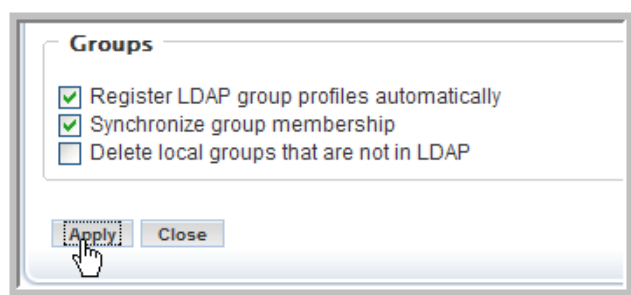 Groups
Register LDAP group profiles automatically
Synchronize group membership
Delete local groups that are not in LDAP
Apply Close